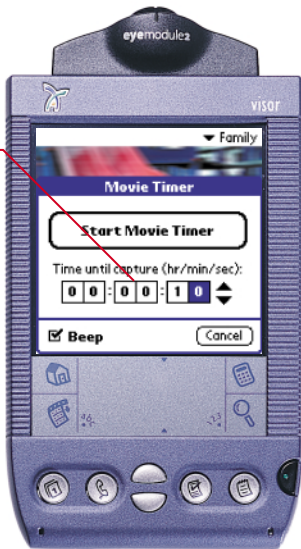 eyemodule2
visor
Family
Movie Timer
Start Movie Timer
Time until capture (hr/min/sec):
0 0 : 0 0 : 1 0
Beep
Cancel
123